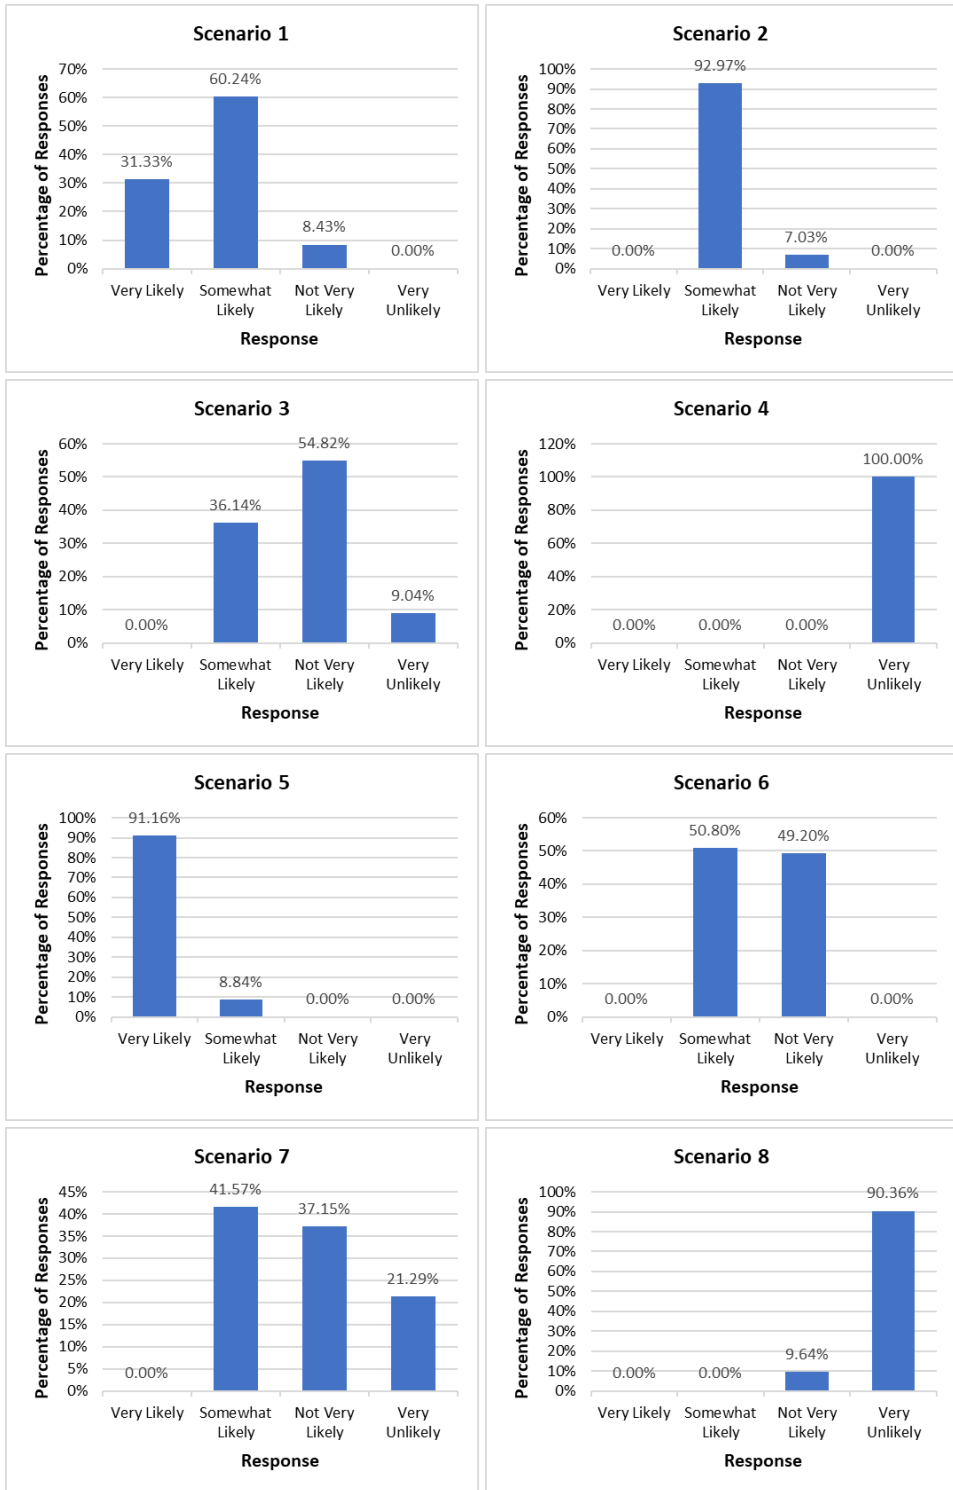 Scenario 1
Percentage of Responses
70%
60%
50%
40%
30%
20%
10%
0%
31.33%
60.24%
8.43%
0.00%
Very Likely
Somewhat
Likely
Not Very
Likely
Very
Unlikely
Response
Scenario 2
Percentage of Responses
100%
90%
80%
70%
60%
50%
40%
30%
20%
10%
0%
0.00%
92.97%
7.03%
0.00%
Very Likely
Somewhat
Likely
Not Very
Likely
Very
Unlikely
Response
Scenario 3
Percentage of Responses
60%
50%
40%
30%
20%
10%
0%
0.00%
36.14%
54.82%
9.04%
Very Likely
Somewhat
Likely
Not Very
Likely
Very
Unlikely
Response
Scenario 4
Percentage of Responses
120%
100%
80%
60%
40%
20%
0%
0.00%
0.00%
0.00%
100.00%
Very Likely
Somewhat
Likely
Not Very
Likely
Very
Unlikely
Response
Scenario 5
Percentage of Responses
100%
90%
80%
70%
60%
50%
40%
30%
20%
10%
0%
91.16%
8.84%
0.00%
0.00%
Very Likely
Somewhat
Likely
Not Very
Likely
Very
Unlikely
Response
Scenario 6
Percentage of Responses
60%
50%
40%
30%
20%
10%
0%
0.00%
50.80%
49.20%
0.00%
Very Likely
Somewhat
Likely
Not Very
Likely
Very
Unlikely
Response
Scenario 7
Percentage of Responses
45%
40%
35%
30%
25%
20%
15%
10%
5%
0%
0.00%
41.57%
37.15%
21.29%
Very Likely
Somewhat
Likely
Not Very
Likely
Very
Unlikely
Response
Scenario 8
Percentage of Responses
100%
90%
80%
70%
60%
50%
40%
30%
20%
10%
0%
0.00%
0.00%
9.64%
90.36%
Very Likely
Somewhat
Likely
Not Very
Likely
Very
Unlikely
Response